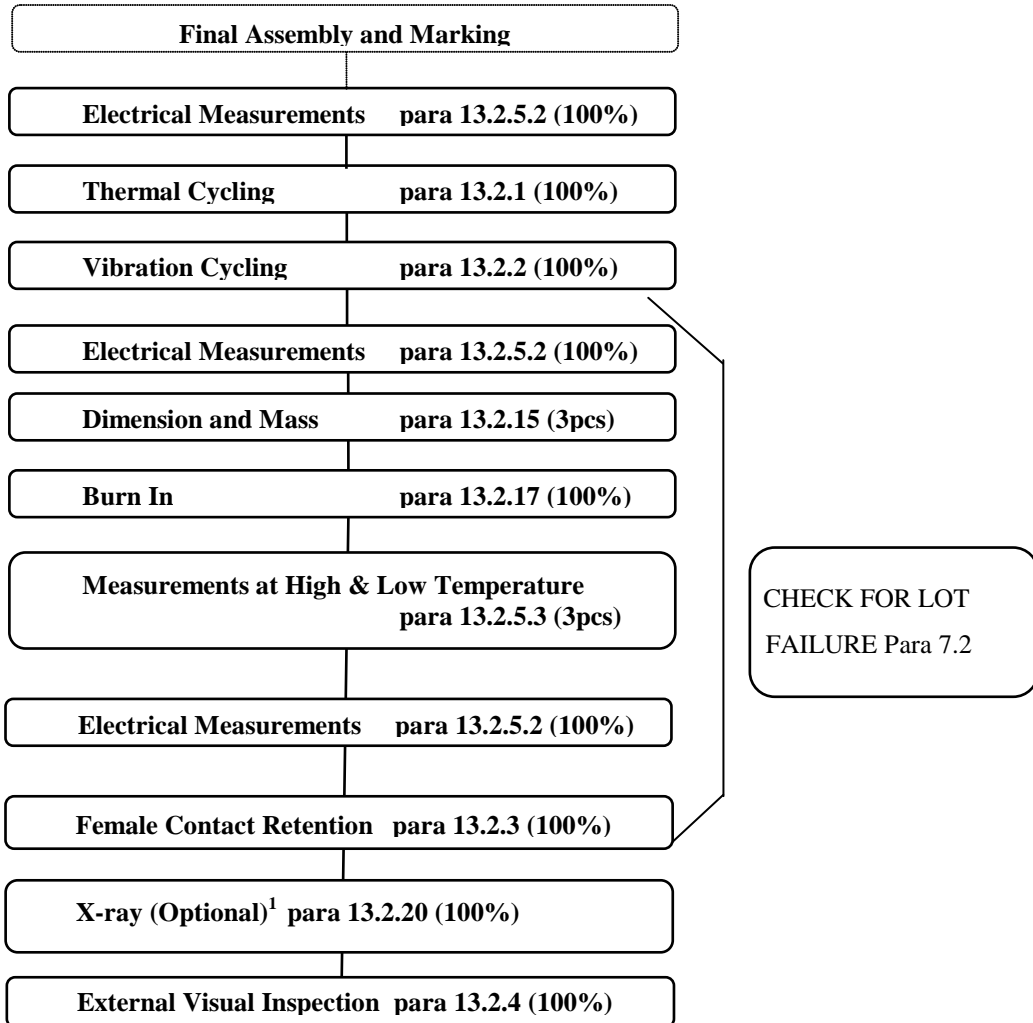 Final Assembly and Marking
Electrical Measurements para 13.2.5.2 (100%)
Thermal Cycling para 13.2.1 (100%)
Vibration Cycling para 13.2.2 (100%)
Electrical Measurements para 13.2.5.2 (100%)
Dimension and Mass para 13.2.15 (3pcs)
Burn In para 13.2.17 (100%)
Measurements at High & Low Temperature
para 13.2.5.3 (3pcs)
CHECK FOR LOT
FAILURE Para 7.2
Electrical Measurements para 13.2.5.2 (100%)
Female Contact Retention para 13.2.3 (100%)
X-ray (Optional)¹ para 13.2.20 (100%)
External Visual Inspection para 13.2.4 (100%)